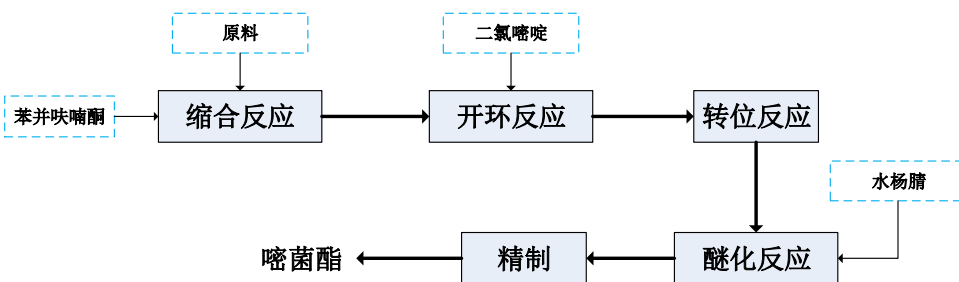 原料
二氯嘧啶
苯并呋喃酮
缩合反应
开环反应
转位反应
水杨腈
嘧菌酯
精制
醚化反应